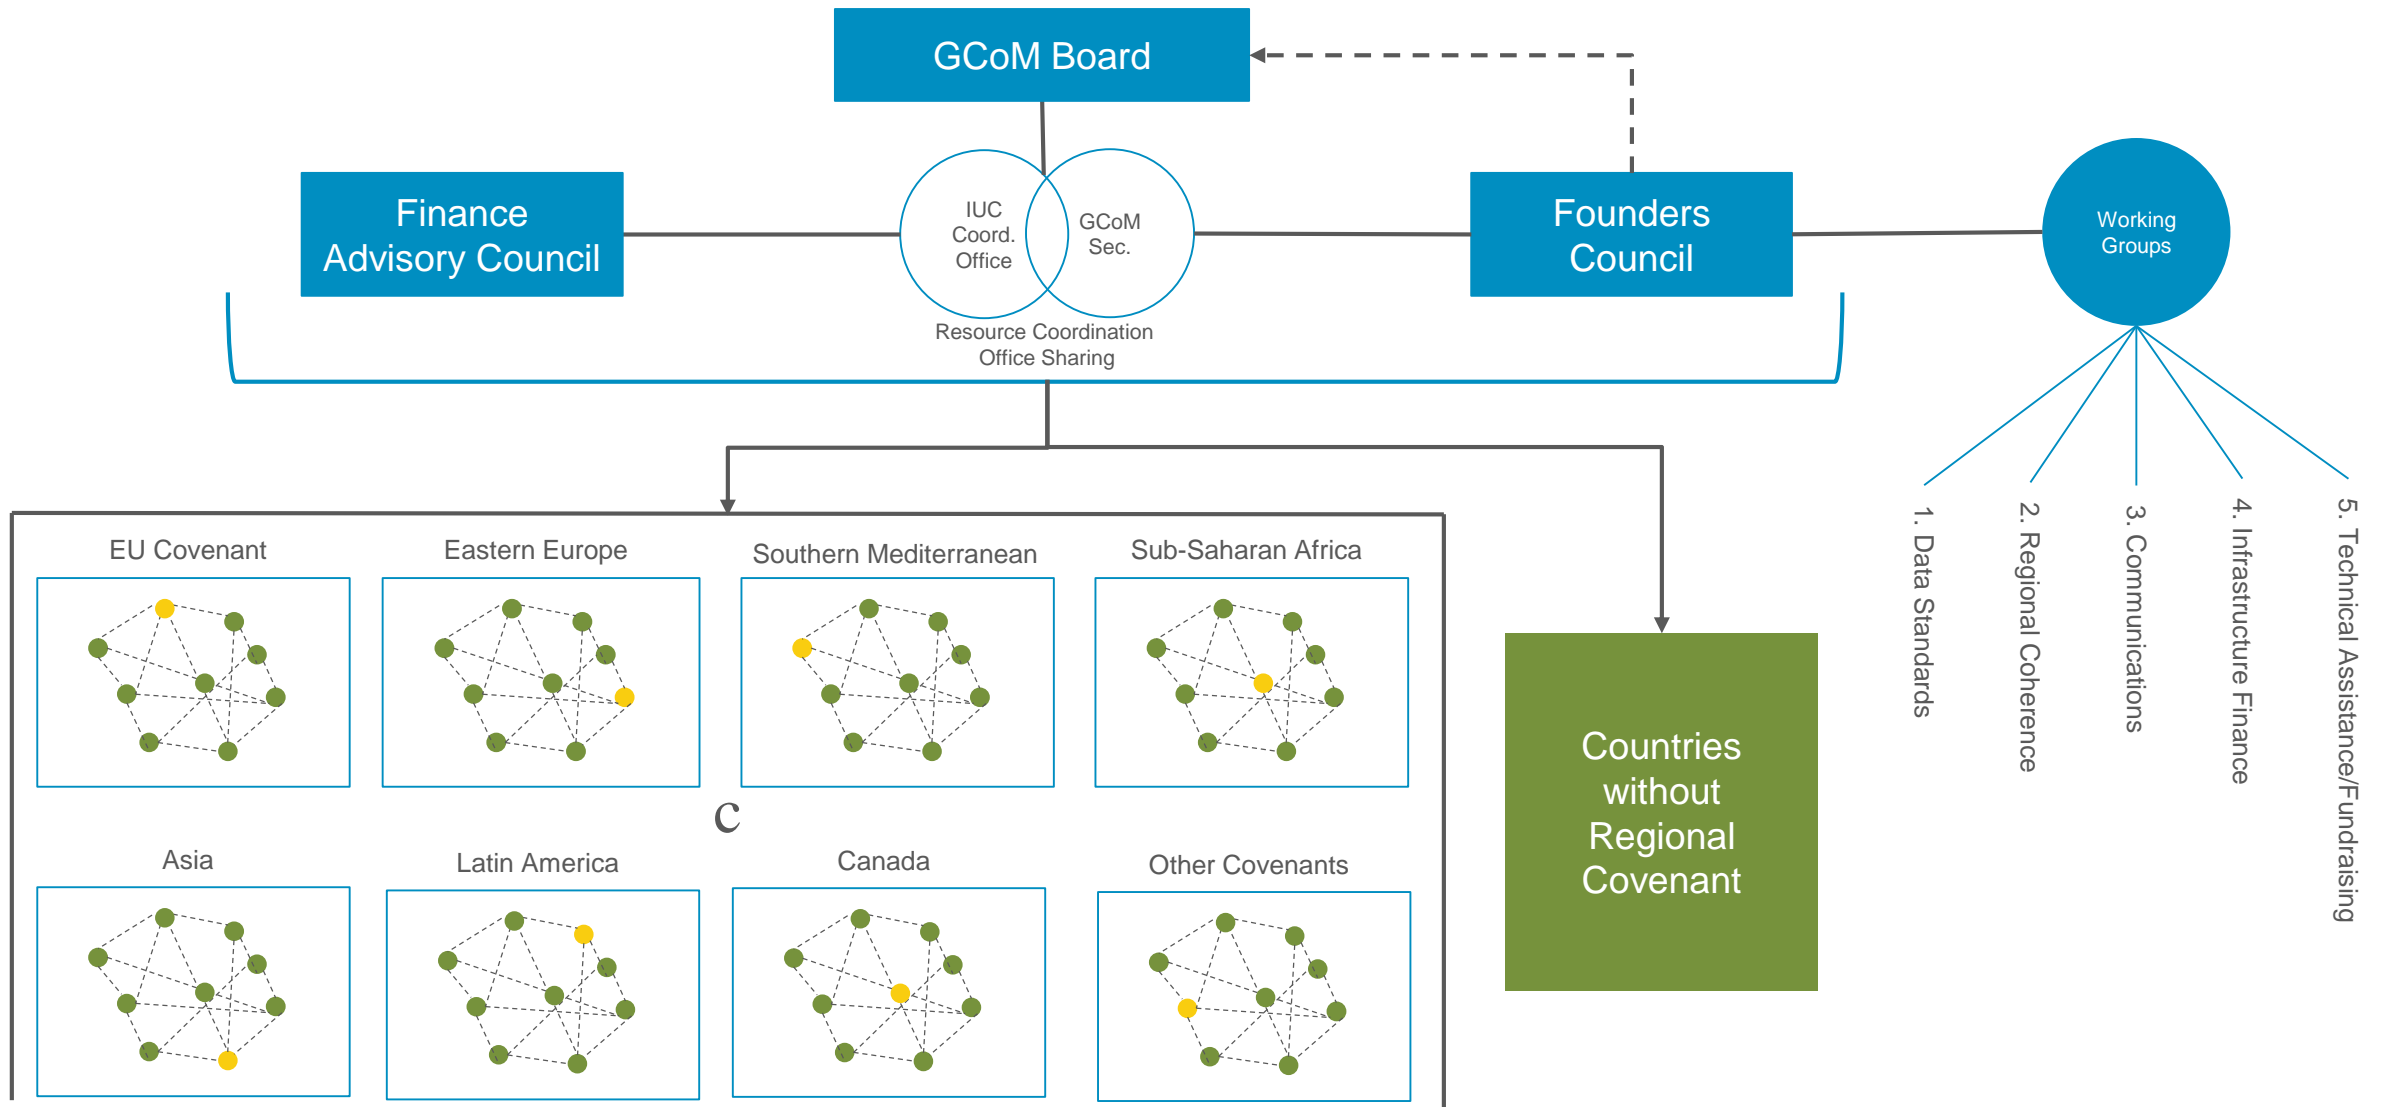 GCoM Board
Finance
Advisory Council
IUC
Coord.
Office
GCoM
Sec.
Founders
Council
Working
Groups
Resource Coordination
Office Sharing
1. Data Standards
2. Regional Coherence
3. Communications
4. Infrastructure Finance
5. Technical Assistance/Fundraising
EU Covenant
Eastern Europe
Southern Mediterranean
Sub-Saharan Africa
c
Asia
Latin America
Canada
Other Covenants
Countries
without
Regional
Covenant